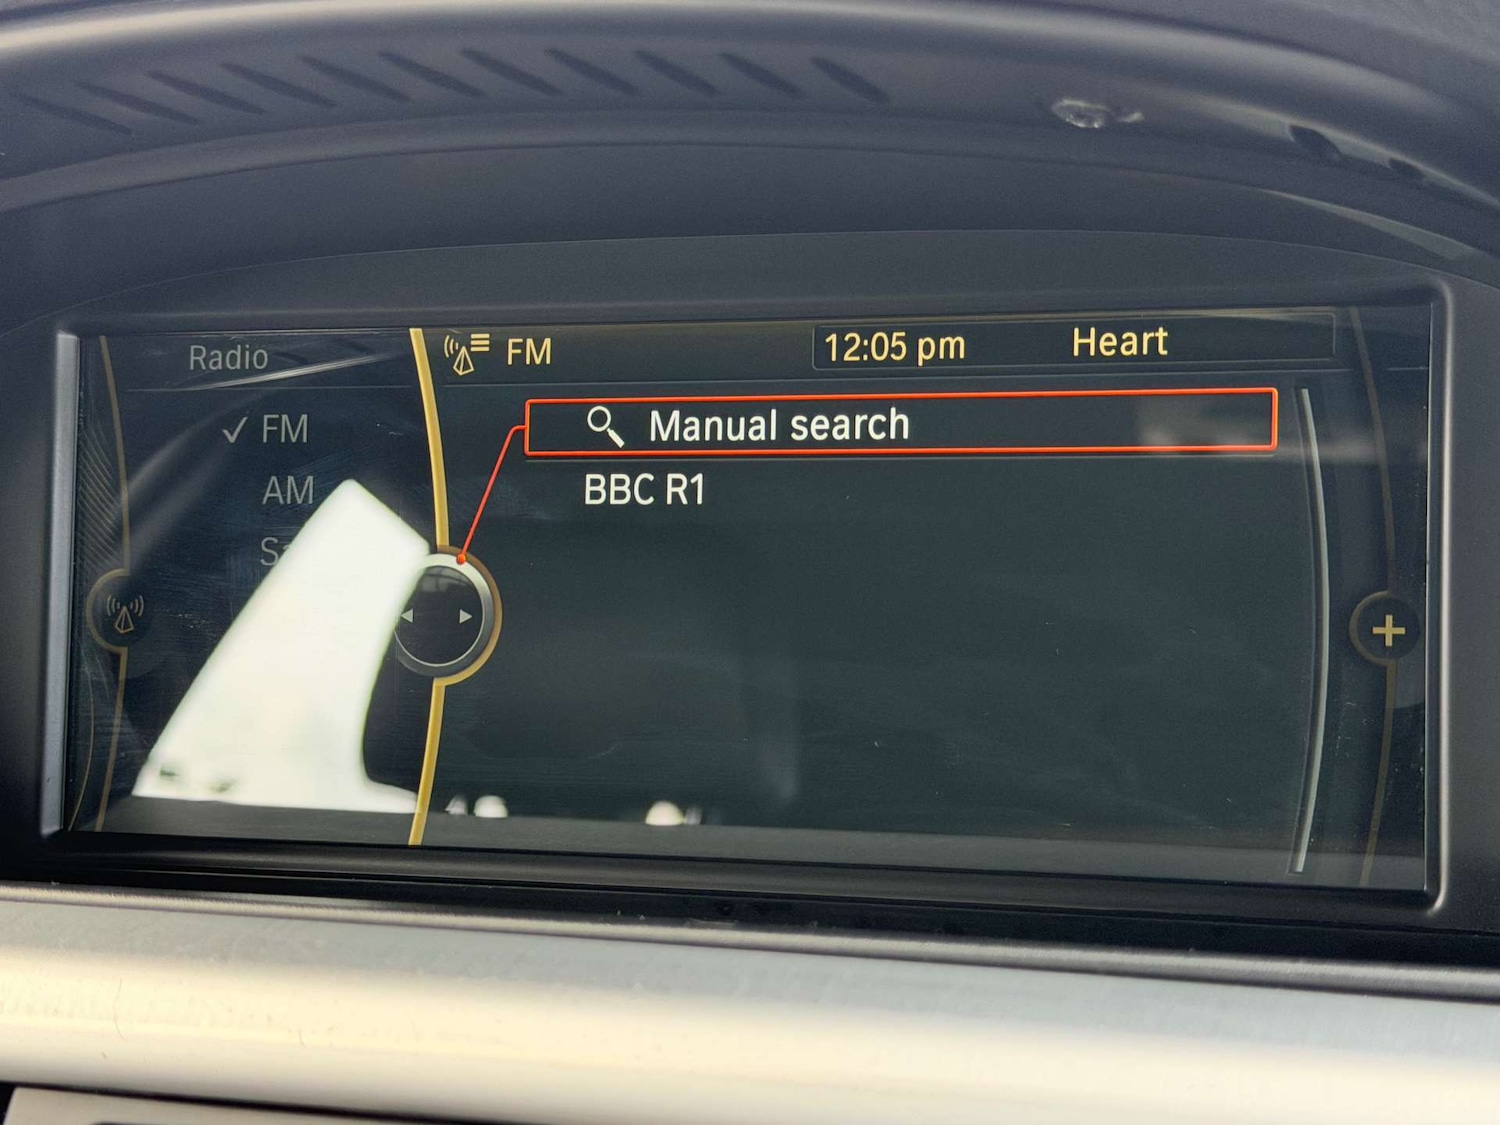 Radio
FM
12:05 pm
Heart
FM
AM
Manual search
BBC R1